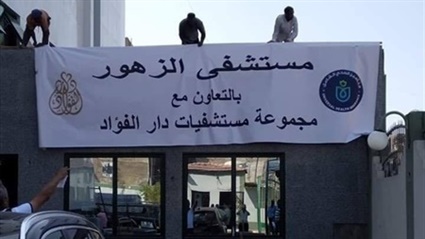 مستشفى الزهور
بالتعاون مع
مجموعة مستشفيات دار الفؤاد